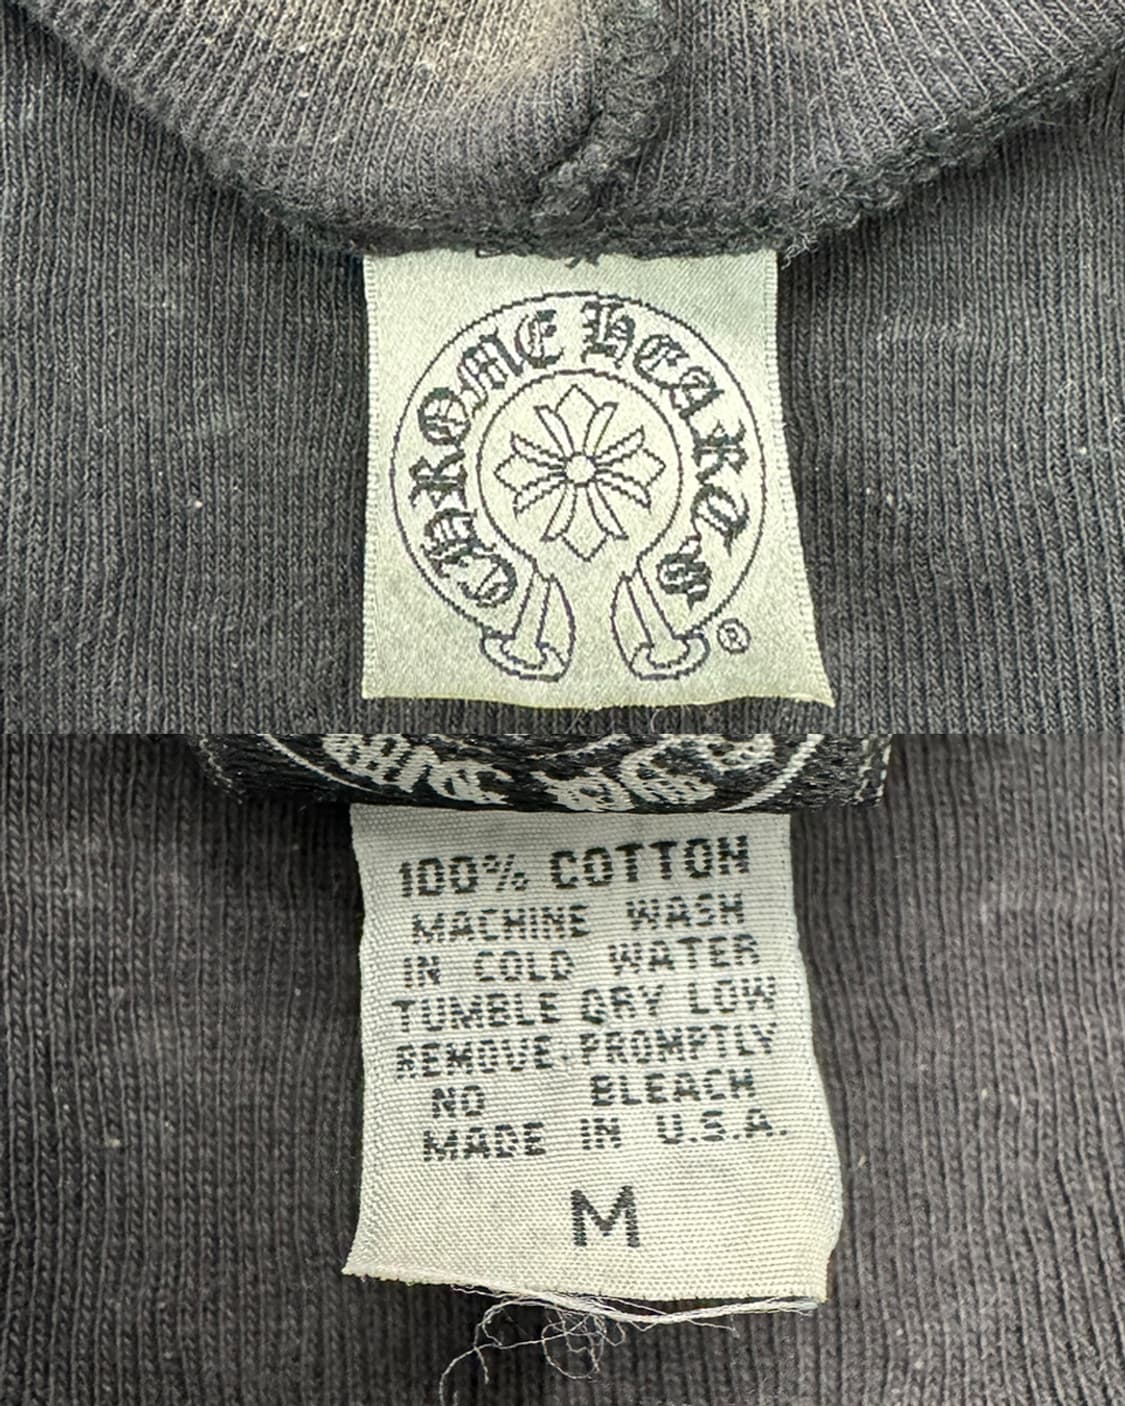 CHROME HEARTS
®
100% COTTON
MACHINE WASH
IN COLD WATER
TUMBLE DRY LOW
REMOVE PROMPTLY
NO BLEACH
MADE IN U.S.A.
M